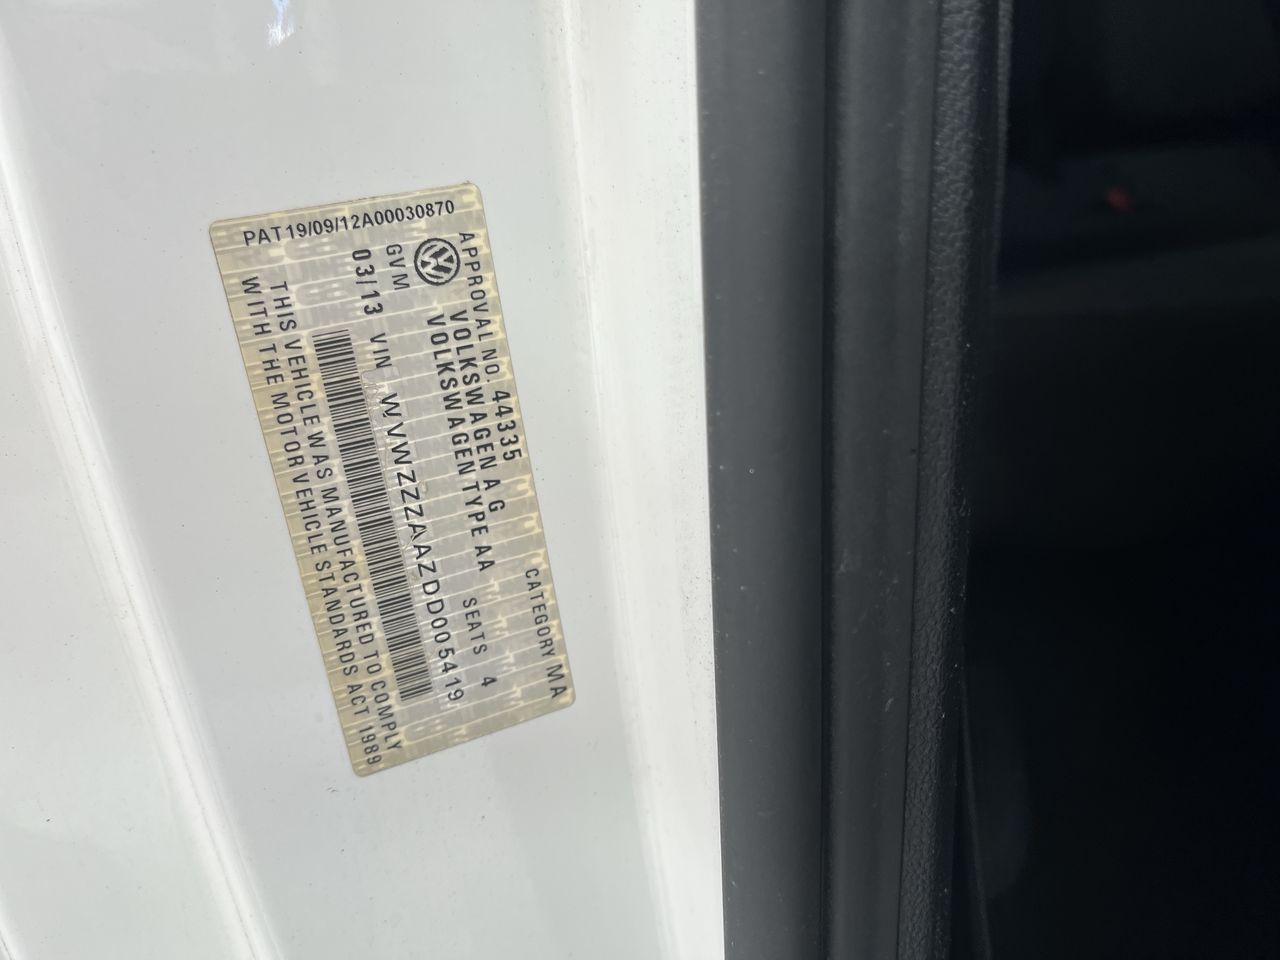 PAT19/09/12A00030870
APPROVAL NO. 44335 CATEGORY MA
VOLKSWAGEN AG
VOLKSWAGEN TYPE AA SEATS 4
GVM
03/13 VIN WVWZZZAAZDD005419
THIS VEHICLE WAS MANUFACTURED TO COMPLY
WITH THE MOTOR VEHICLE STANDARDS ACT 1989